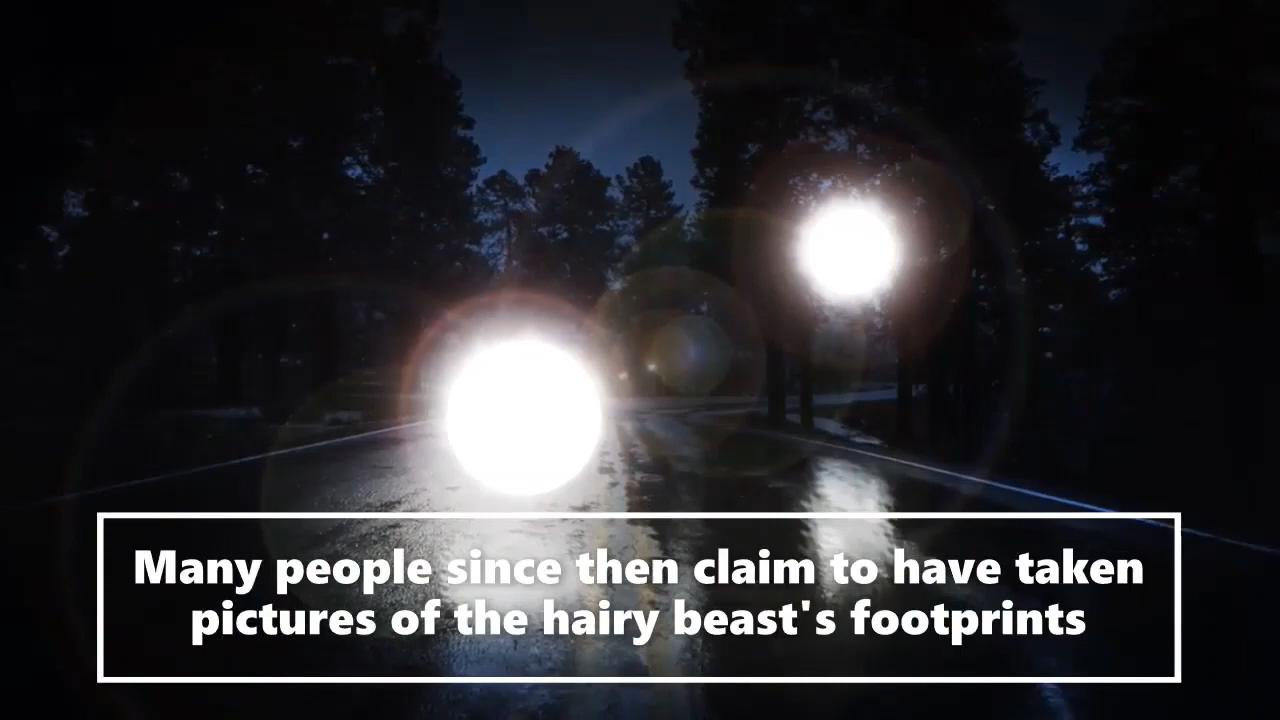 Many people since then claim to have taken
pictures of the hairy beast's footprints